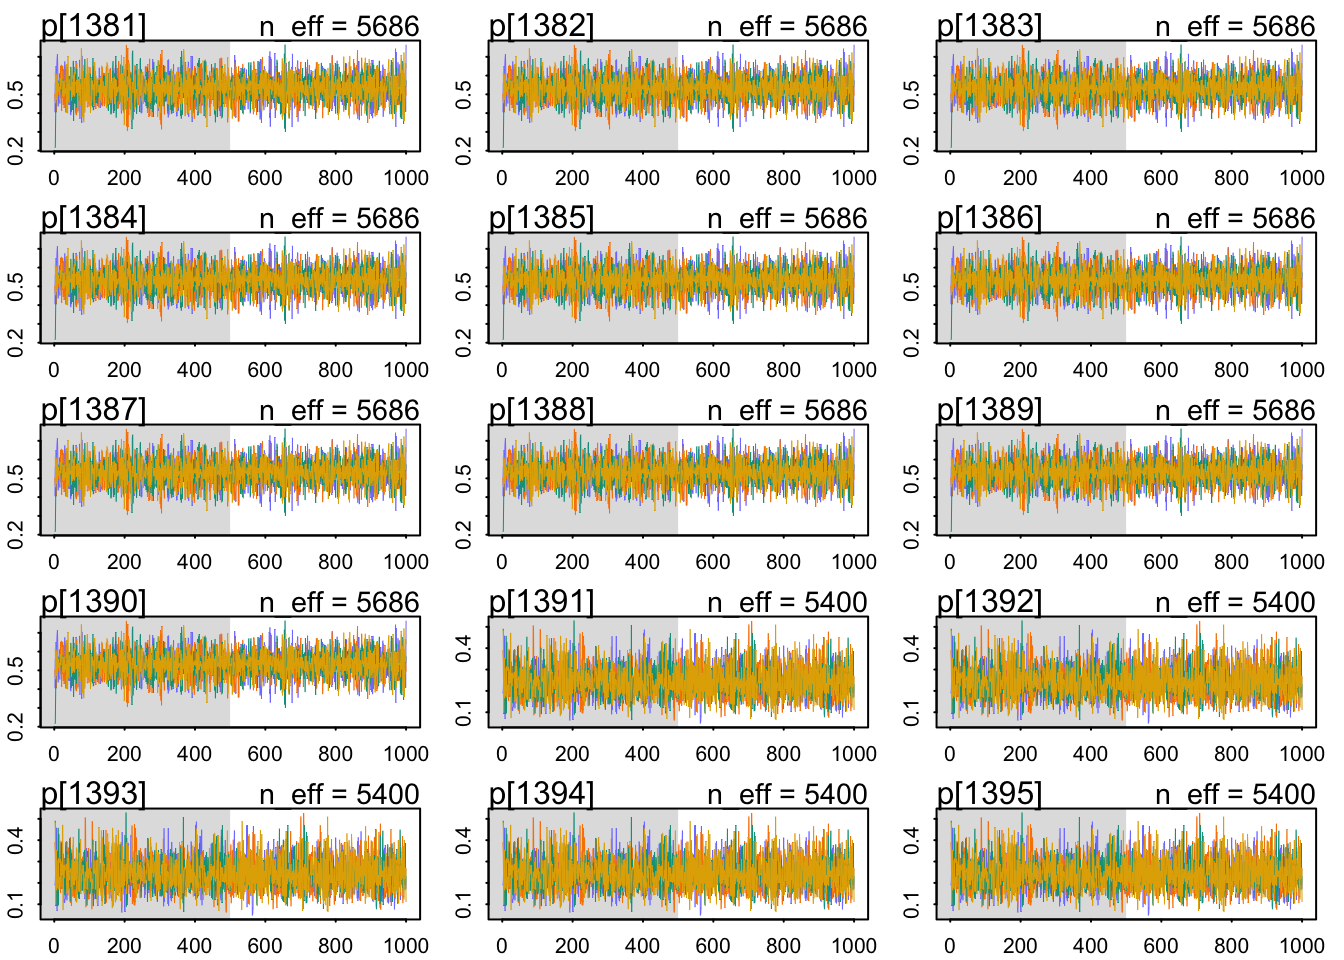 p[1381] n_eff = 5686 p[1382] n_eff = 5686 p[1383] n_eff = 5686
0.5 0.5 0.5
0.2 0.2 0.2
0 200 400 600 800 1000 0 200 400 600 800 1000 0 200 400 600 800 1000
p[1384] n_eff = 5686 p[1385] n_eff = 5686 p[1386] n_eff = 5686
0.5 0.5 0.5
0.2 0.2 0.2
0 200 400 600 800 1000 0 200 400 600 800 1000 0 200 400 600 800 1000
p[1387] n_eff = 5686 p[1388] n_eff = 5686 p[1389] n_eff = 5686
0.5 0.5 0.5
0.2 0.2 0.2
0 200 400 600 800 1000 0 200 400 600 800 1000 0 200 400 600 800 1000
p[1390] n_eff = 5686 p[1391] n_eff = 5400 p[1392] n_eff = 5400
0.5 0.4 0.4
0.2 0.1 0.1
0 200 400 600 800 1000 0 200 400 600 800 1000 0 200 400 600 800 1000
p[1393] n_eff = 5400 p[1394] n_eff = 5400 p[1395] n_eff = 5400
0.4 0.4 0.4
0.1 0.1 0.1
0 200 400 600 800 1000 0 200 400 600 800 1000 0 200 400 600 800 1000